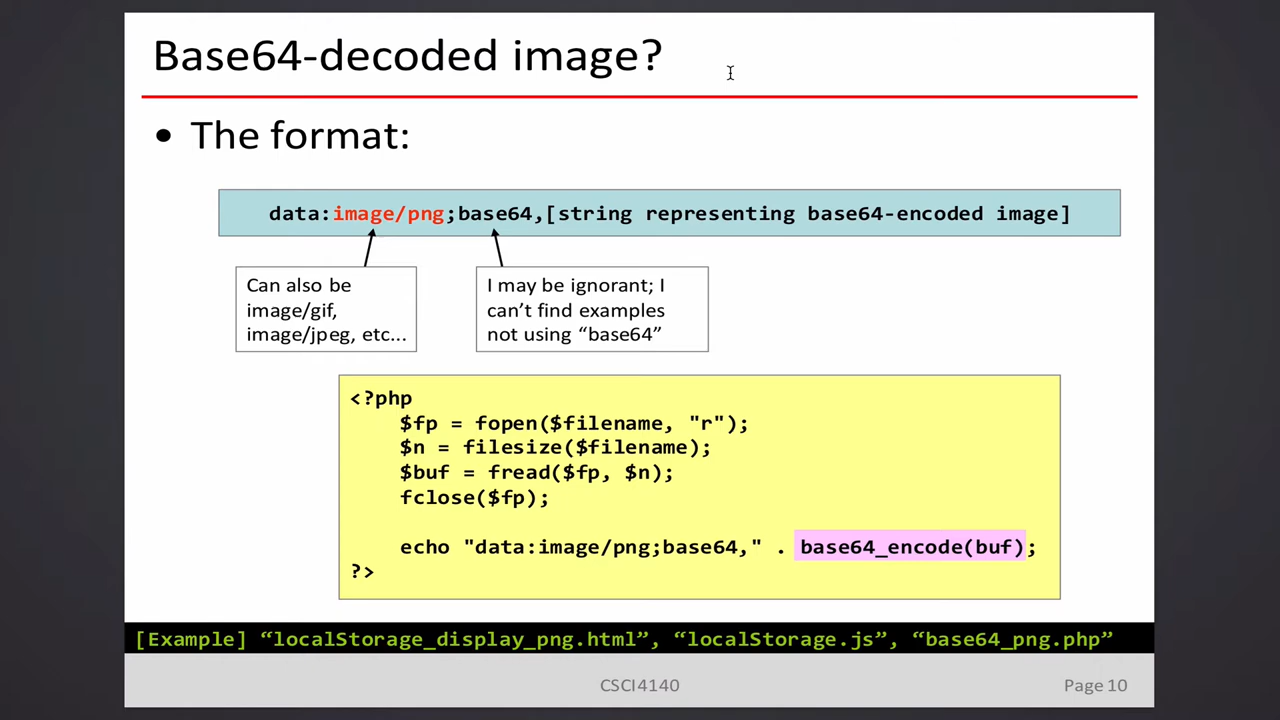 Base64-decoded image?
• The format:
data:image/png;base64,[string representing base64-encoded image]
Can also be
image/gif,
image/jpeg, etc...
I may be ignorant; I
can’t find examples
not using “base64”
<?php
$fp = fopen($filename, "r");
$n = filesize($filename);
$buf = fread($fp, $n);
fclose($fp);
echo "data:image/png;base64," . base64_encode(buf);
?>
[Example] “localStorage_display_png.html”, “localStorage.js”, “base64_png.php”
CSCI4140
Page 10